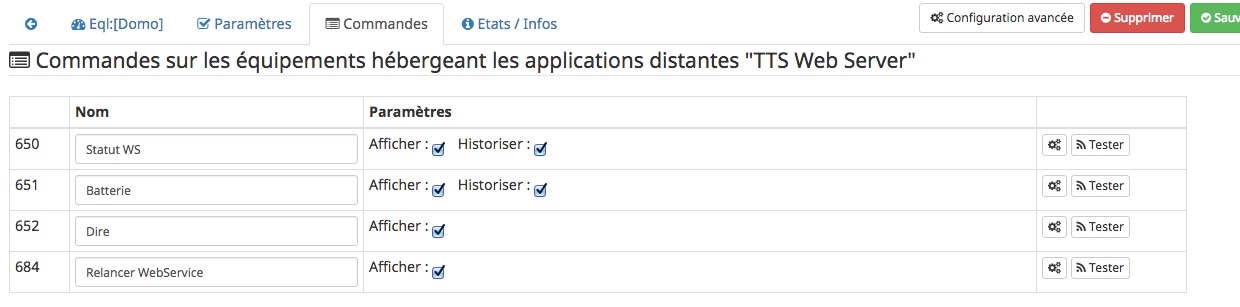 Eql:[Domo] Paramètres Commandes Etats / Infos Configuration avancée Supprimer
Commandes sur les équipements hébergeant les applications distantes "TTS Web Server"
Nom Paramètres
650 Statut WS Afficher : Historiser : Tester
651 Batterie Afficher : Historiser : Tester
652 Dire Afficher : Tester
684 Relancer WebService Afficher : Tester